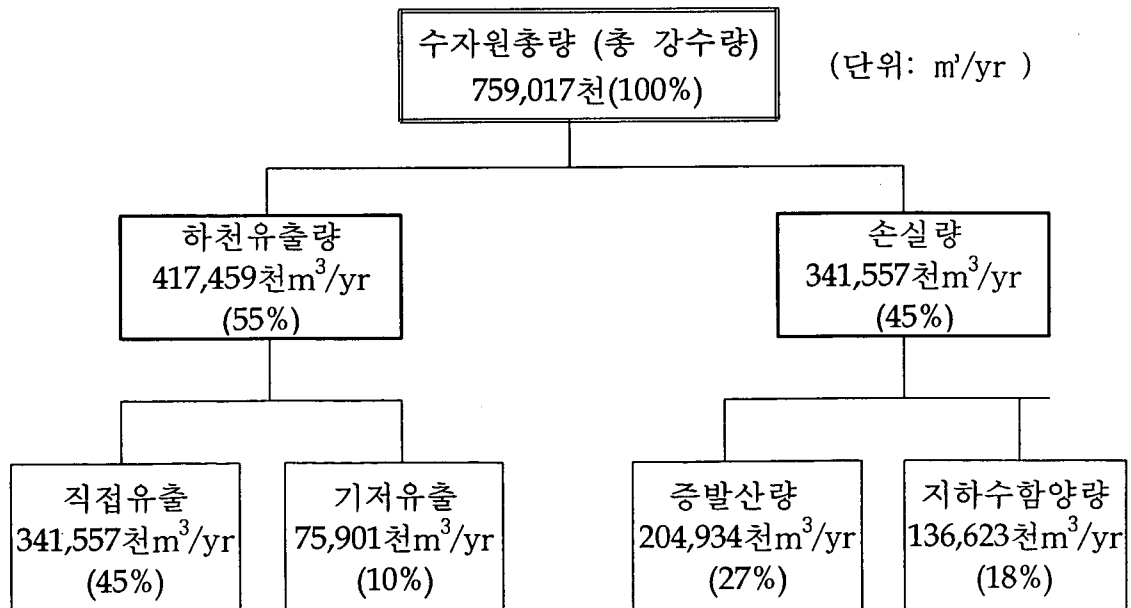 수자원총량 (총 강수량)
759,017천(100%)
(단위: m³/yr )
하천유출량
417,459천m³/yr
(55%)
손실량
341,557천m³/yr
(45%)
직접유출
341,557천m³/yr
(45%)
기저유출
75,901천m³/yr
(10%)
증발산량
204,934천m³/yr
(27%)
지하수함양량
136,623천m³/yr
(18%)